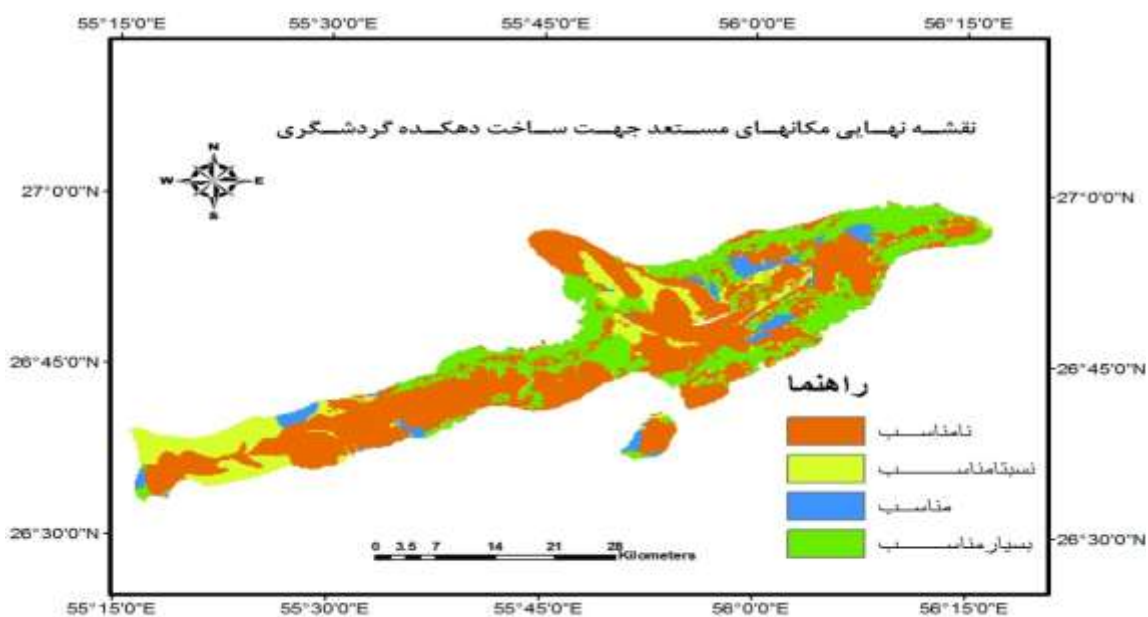 55°15'0"E 55°30'0"E 55°45'0"E 56°0'0"E 56°15'0"E
نقشه نهایی مکانهای مستعد جهت ساخت دهکده گردشگری
N
W E
S
27°0'0"N 27°0'0"N
26°45'0"N 26°45'0"N
راهنما
نامناسب
نسبتامناسب
مناسب
بسیارمناسب
26°30'0"N 26°30'0"N
0 3.5 7 14 21 28
Kilometers
55°15'0"E 55°30'0"E 55°45'0"E 56°0'0"E 56°15'0"E